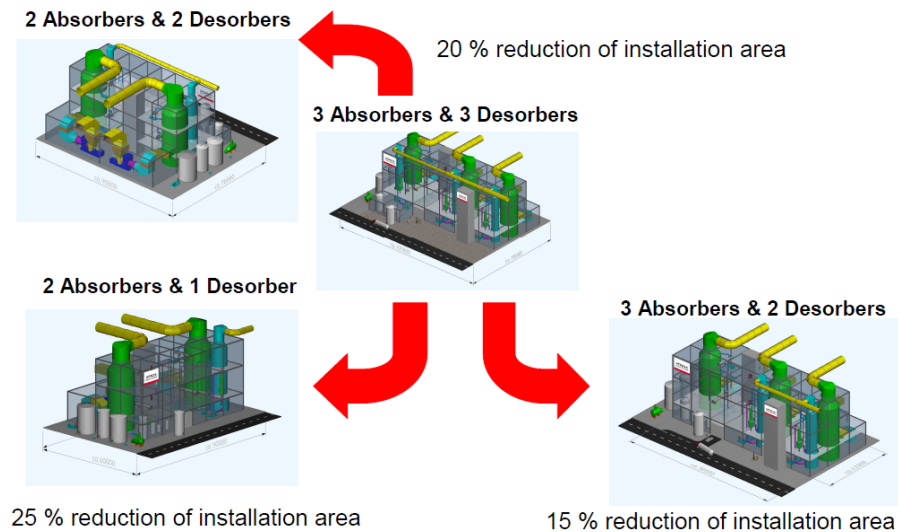 2 Absorbers & 2 Desorbers
20 % reduction of installation area
3 Absorbers & 3 Desorbers
2 Absorbers & 1 Desorber
3 Absorbers & 2 Desorbers
25 % reduction of installation area
15 % reduction of installation area